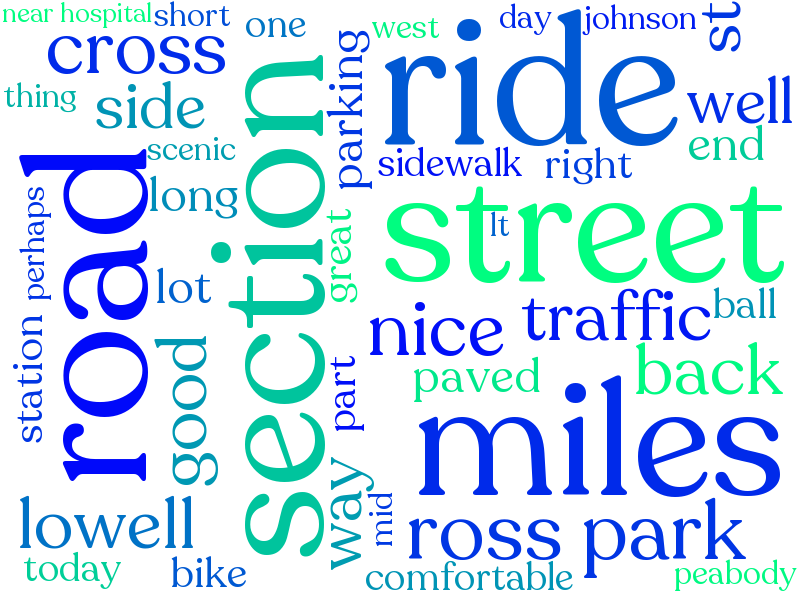 near hospital
short
one
west
day
johnson
st
cross
ride
thing
side
parking
well
scenic
sidewalk
right
end
road
long
section
perhaps
great
street
lt
lot
nice
traffic
ball
station
good
part
paved
back
miles
way
mid
lowell
ross park
today
bike
comfortable
peabody